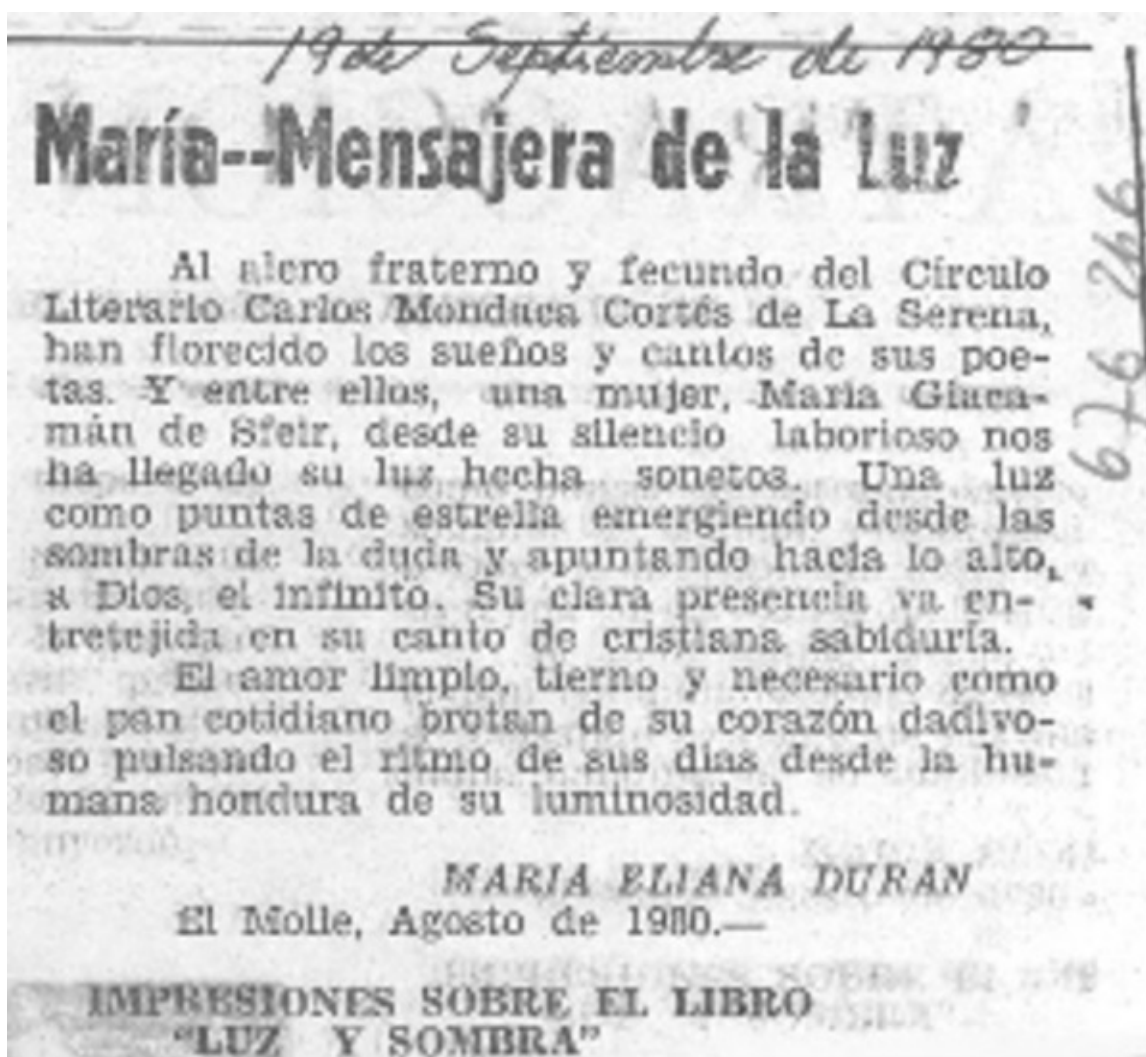 19 de Septiembre de 1980
María--Mensajera de la Luz
Al alero fraterno y fecundo del Círculo
Literario Carlos Mondaca Cortés de La Serena,
han florecido los sueños y cantos de sus poe-
tas. Y entre ellos, una mujer, María Giaca-
mán de Sfeir, desde su silencio laborioso nos
ha llegado su luz hecha sonetos. Una luz
como puntas de estrella emergiendo desde las
sombras de la duda y apuntando hacia lo alto,
a Dios, el infinito. Su clara presencia va en-
tretejida en su canto de cristiana sabiduría.
El amor limpio, tierno y necesario como
el pan cotidiano brotan de su corazón dadivo-
so pulsando el ritmo de sus días desde la hu-
mana hondura de su luminosidad.
MARIA ELIANA DURAN
El Molle, Agosto de 1980.—
IMPRESIONES SOBRE EL LIBRO
"LUZ Y SOMBRA"
676 266